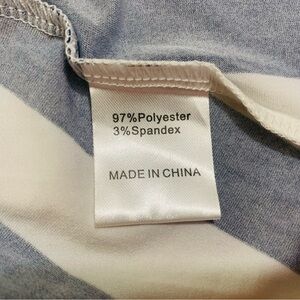 97%Polyester
3%Spandex
MADE IN CHINA